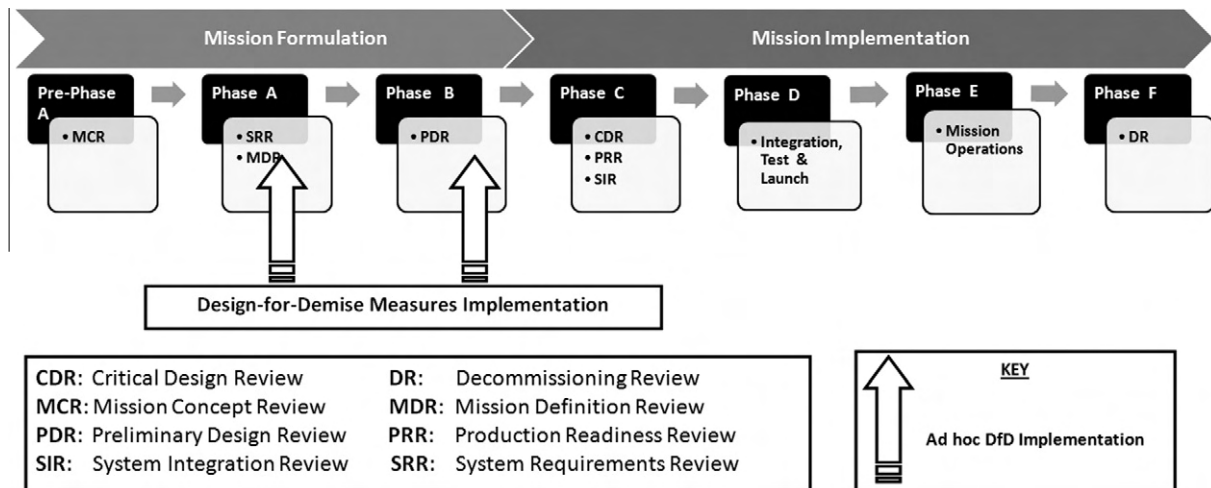 Mission Formulation
Mission Implementation
Pre-Phase
A
• MCR
Phase A
• SRR
• MDR
Phase B
• PDR
Phase C
• CDR
• PRR
• SIR
Phase D
• Integration,
Test &
Launch
Phase E
• Mission
Operations
Phase F
• DR
Design-for-Demise Measures Implementation
CDR: Critical Design Review
MCR: Mission Concept Review
PDR: Preliminary Design Review
SIR: System Integration Review
DR: Decommissioning Review
MDR: Mission Definition Review
PRR: Production Readiness Review
SRR: System Requirements Review
KEY
Ad hoc DfD Implementation